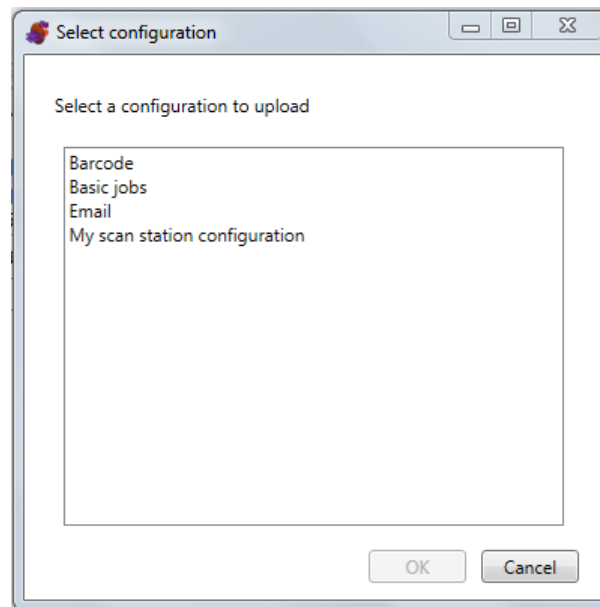 Select configuration
Select a configuration to upload
Barcode
Basic jobs
Email
My scan station configuration
OK
Cancel